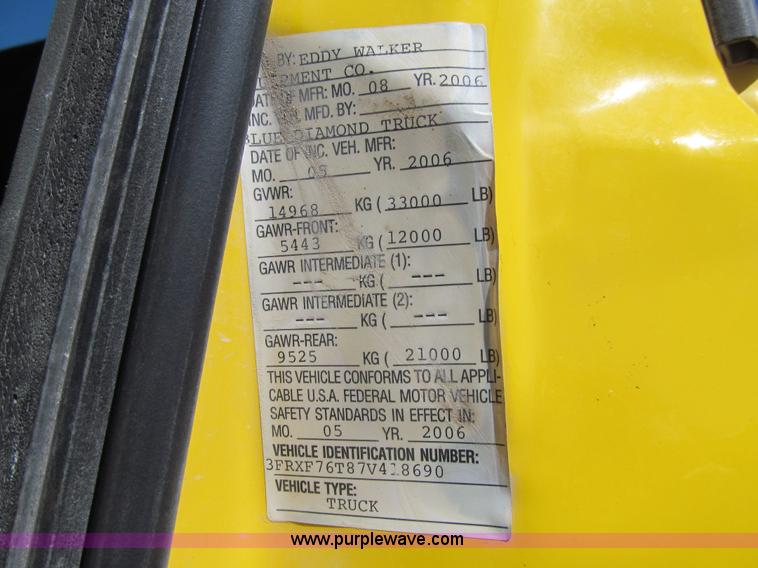 BY: EDDY WALKER
EQUIPMENT CO.
DATE OF MFR: MO. 08 YR. 2006
INC. VEH. MFD. BY:
BLUE DIAMOND TRUCK
DATE OF INC. VEH. MFR:
MO. 05 YR. 2006
GVWR:
14968 KG ( 33000 LB)
GAWR-FRONT:
5443 KG ( 12000 LB)
GAWR INTERMEDIATE (1):
--- KG ( --- LB)
GAWR INTERMEDIATE (2):
--- KG ( --- LB)
GAWR-REAR:
9525 KG ( 21000 LB)
THIS VEHICLE CONFORMS TO ALL APPLI-
CABLE U.S.A. FEDERAL MOTOR VEHICLE
SAFETY STANDARDS IN EFFECT IN:
MO. 05 YR. 2006
VEHICLE IDENTIFICATION NUMBER:
3FRXF76T87V418690
VEHICLE TYPE:
TRUCK
www.purplewave.com